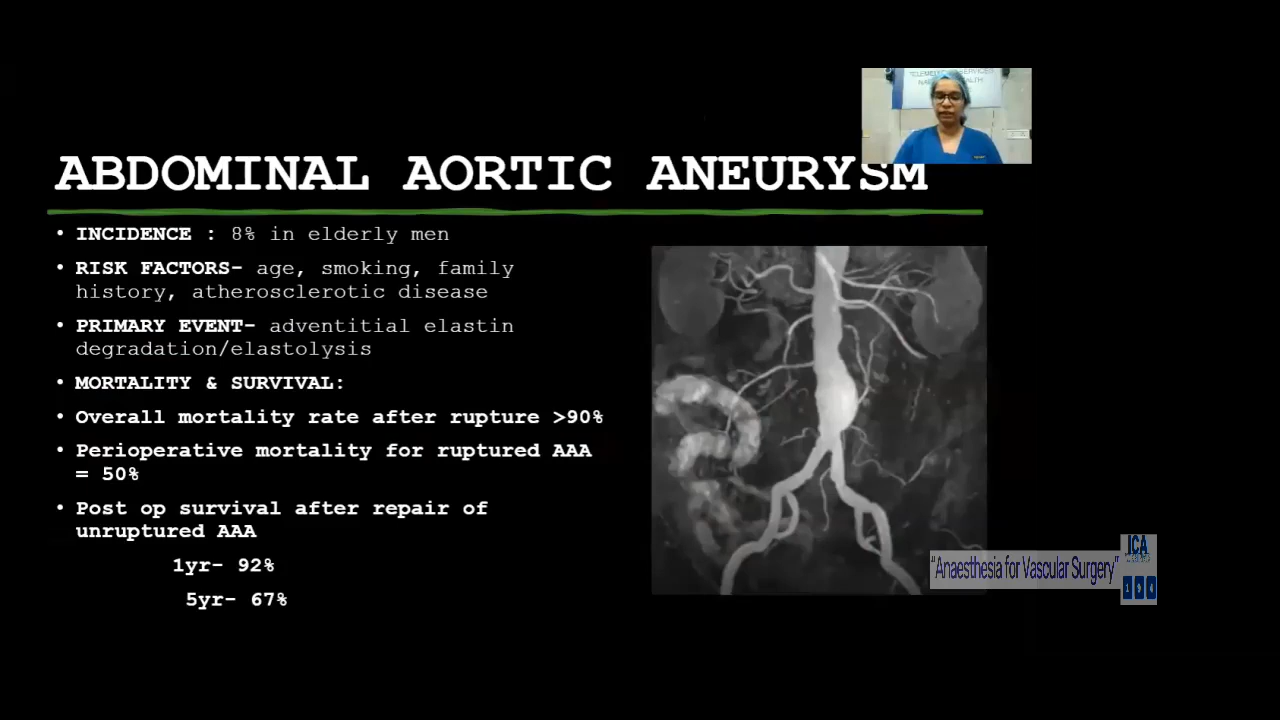 TELEMEDICINE SERVICES
ABDOMINAL AORTIC ANEURYSM
• INCIDENCE : 8% in elderly men
• RISK FACTORS- age, smoking, family
history, atherosclerotic disease
• PRIMARY EVENT- adventitial elastin
degradation/elastolysis
• MORTALITY & SURVIVAL:
• Overall mortality rate after rupture >90%
• Perioperative mortality for ruptured AAA
= 50%
• Post op survival after repair of
unruptured AAA
1yr- 92%
5yr- 67%
ICA
"Anaesthesia for Vascular Surgery"